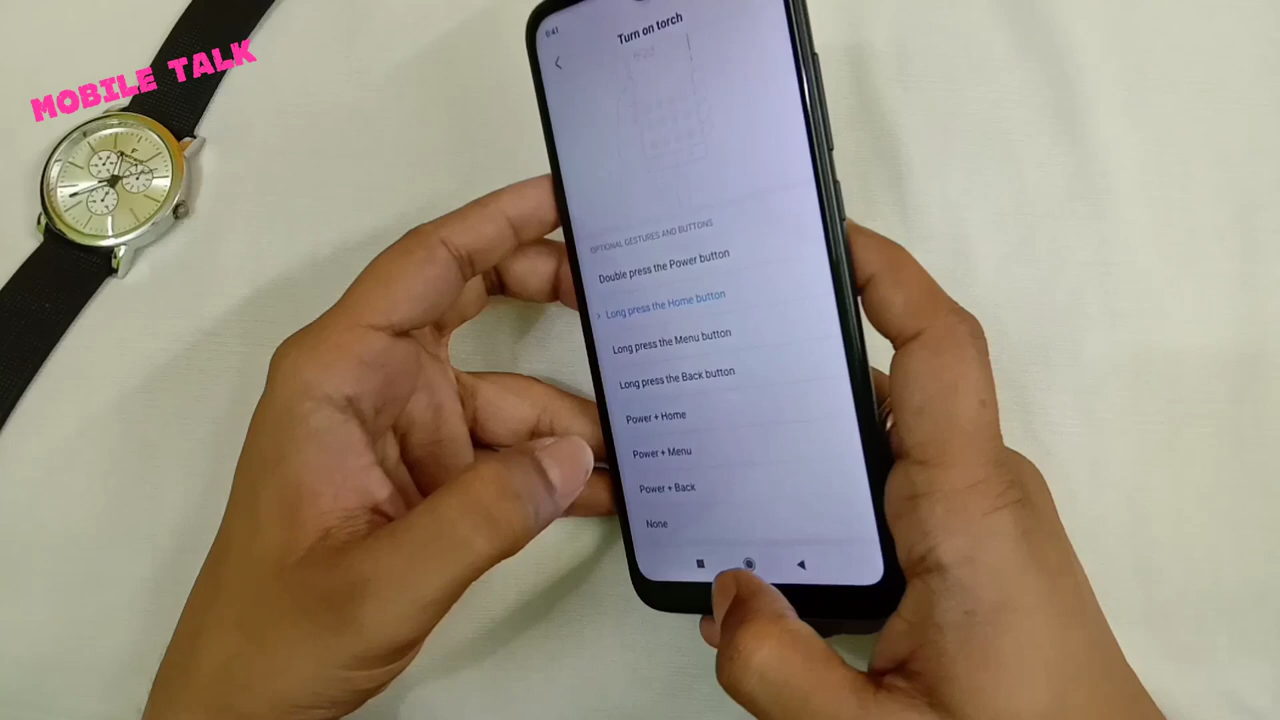 MOBILE TALK
Turn on torch
OPTIONAL GESTURES AND BUTTONS
Double press the Power button
Long press the Home button
Long press the Menu button
Long press the Back button
Power + Home
Power + Menu
Power + Back
None